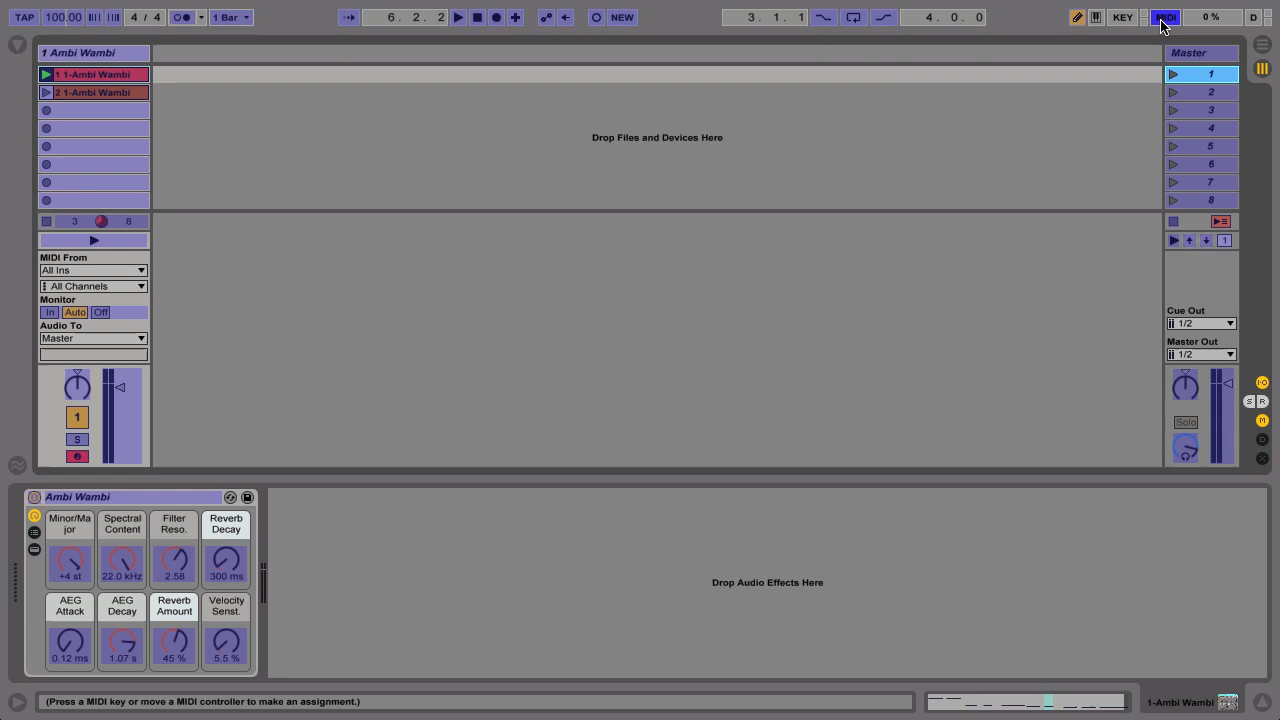 TAP 100.00 4 / 4 1 Bar 6. 2. 2 NEW 3. 1. 1 4. 0. 0 KEY MIDI 0 % D
1 Ambi Wambi Master
1 1-Ambi Wambi 1
2 1-Ambi Wambi 2
3
4
Drop Files and Devices Here
5
6
7
8
3 8
1
MIDI From
All Ins
All Channels
Monitor
In Auto Off
Audio To
Master
Cue Out
1/2
Master Out
1/2
1
S
Solo
I·O
S R
M
D
X
Ambi Wambi
Minor/Ma
jor
Spectral
Content
Filter
Reso.
Reverb
Decay
+4 st 22.0 kHz 2.58 300 ms
AEG
Attack
AEG
Decay
Reverb
Amount
Velocity
Senst.
0.12 ms 1.07 s 45 % 5.5 %
Drop Audio Effects Here
(Press a MIDI key or move a MIDI controller to make an assignment.)
1-Ambi Wambi